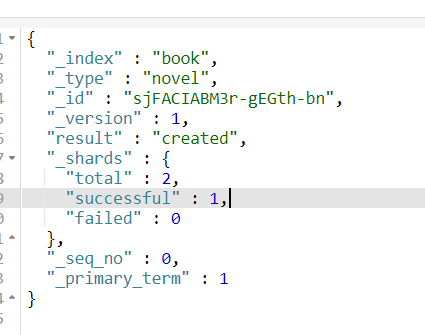 1 {
2 "_index" : "book",
3 "_type" : "novel",
4 "_id" : "sjFACIABM3r-gEGth-bn",
5 "_version" : 1,
6 "result" : "created",
7 "_shards" : {
8 "total" : 2,
9 "successful" : 1,
0 "failed" : 0
1 },
2 "_seq_no" : 0,
3 "_primary_term" : 1
4 }
5